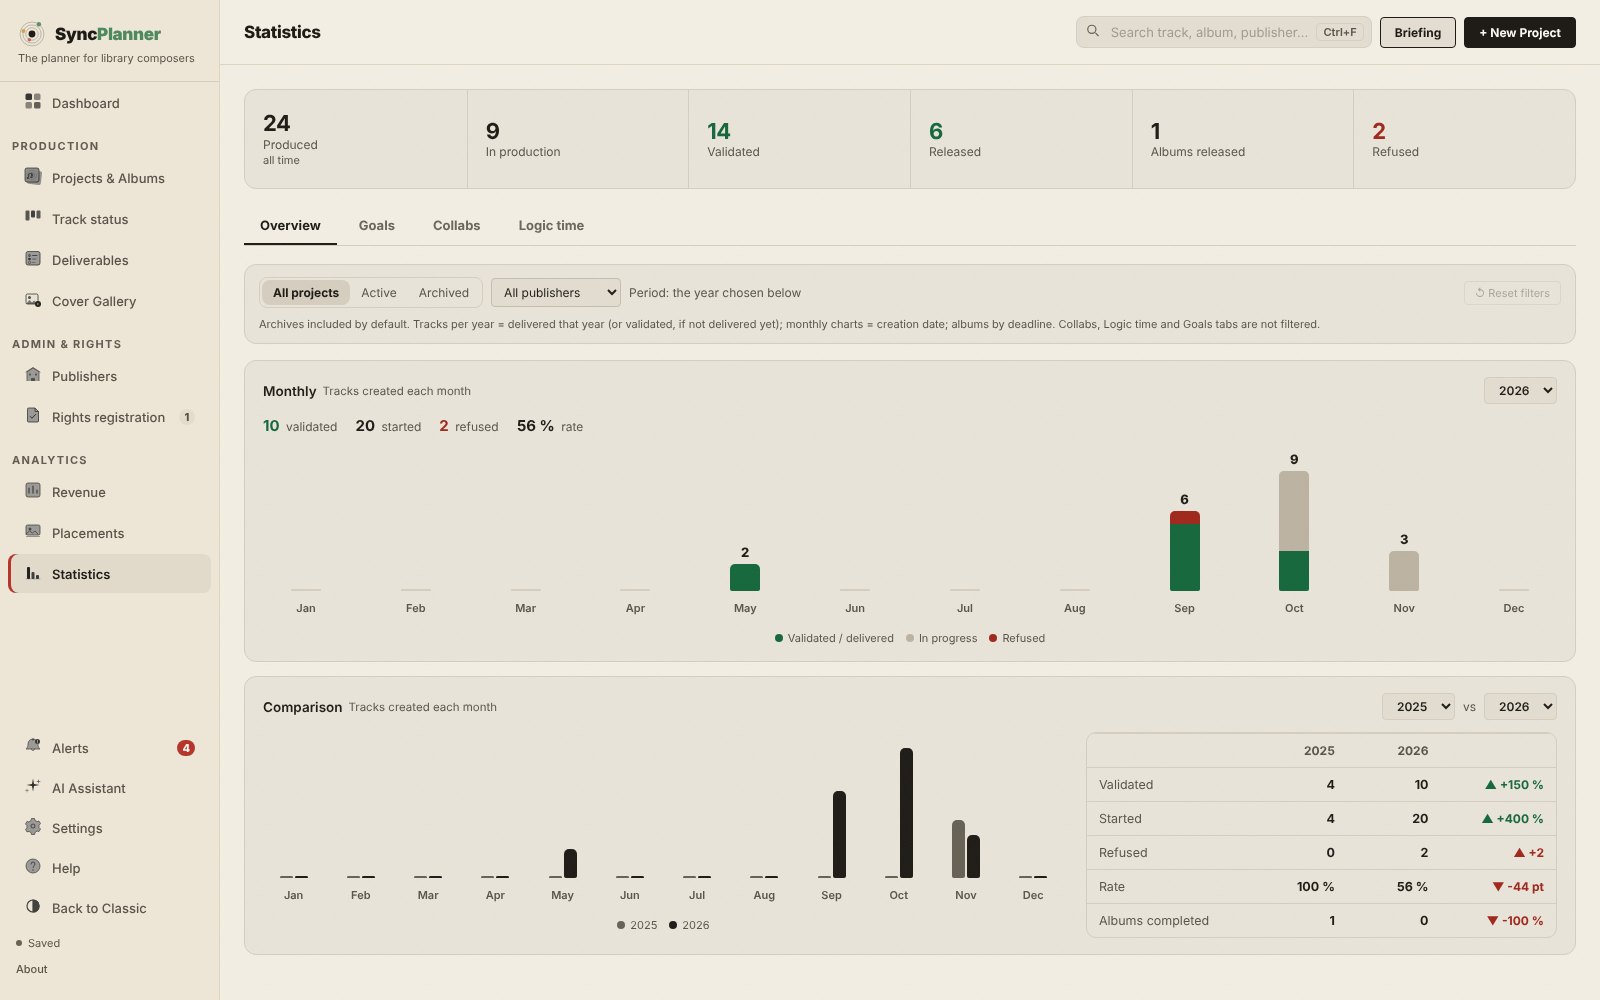 SyncPlanner
The planner for library composers
Dashboard
PRODUCTION
Projects & Albums
Track status
Deliverables
Cover Gallery
ADMIN & RIGHTS
Publishers
Rights registration 1
ANALYTICS
Revenue
Placements
Statistics
Alerts 4
AI Assistant
Settings
Help
Back to Classic
Saved
About
Statistics
Search track, album, publisher... Ctrl+F
Briefing
+ New Project
24
Produced
all time
9
In production
14
Validated
6
Released
1
Albums released
2
Refused
Overview Goals Collabs Logic time
All projects Active Archived All publishers Period: the year chosen below Reset filters
Archives included by default. Tracks per year = delivered that year (or validated, if not delivered yet); monthly charts = creation date; albums by deadline. Collabs, Logic time and Goals tabs are not filtered.
Monthly Tracks created each month 2026
10 validated 20 started 2 refused 56 % rate
2 6 9 3
Jan Feb Mar Apr May Jun Jul Aug Sep Oct Nov Dec
Validated / delivered In progress Refused
Comparison Tracks created each month 2025 vs 2026
Jan Feb Mar Apr May Jun Jul Aug Sep Oct Nov Dec
2025 2026
2025 2026
Validated 4 10 ▲ +150 %
Started 4 20 ▲ +400 %
Refused 0 2 ▲ +2
Rate 100 % 56 % ▼ -44 pt
Albums completed 1 0 ▼ -100 %